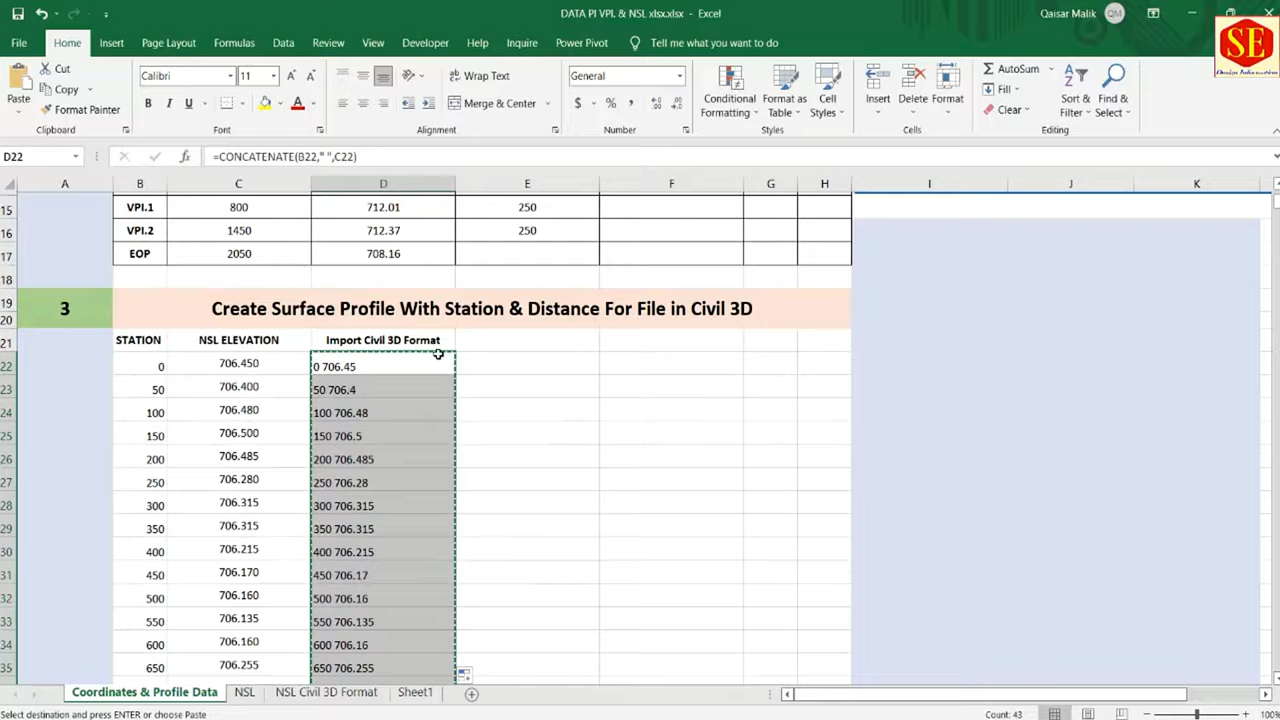 DATA PI VPI. & NSL xlsx.xlsx - Excel
Qaisar Malik QM
SE
File Home Insert Page Layout Formulas Data Review View Developer Help Inquire Power Pivot Tell me what you want to do
Paste
Cut
Copy
Format Painter
Calibri 11
B I U
Wrap Text
Merge & Center
General
$ % ,
Conditional Formatting
Format as Table
Cell Styles
Insert Delete Format
AutoSum
Fill
Clear
Sort & Filter
Find & Select
Clipboard Font Alignment Number Styles Cells Editing
D22 fx =CONCATENATE(B22," ",C22)
A B C D E F G H I J K
15 VPI.1 800 712.01 250
16 VPI.2 1450 712.37 250
17 EOP 2050 708.16
18
19 3 Create Surface Profile With Station & Distance For File in Civil 3D
20
21 STATION NSL ELEVATION Import Civil 3D Format
22 0 706.450 0 706.45
23 50 706.400 50 706.4
24 100 706.480 100 706.48
25 150 706.500 150 706.5
26 200 706.485 200 706.485
27 250 706.280 250 706.28
28 300 706.315 300 706.315
29 350 706.315 350 706.315
30 400 706.215 400 706.215
31 450 706.170 450 706.17
32 500 706.160 500 706.16
33 550 706.135 550 706.135
34 600 706.160 600 706.16
35 650 706.255 650 706.255
Coordinates & Profile Data NSL NSL Civil 3D Format Sheet1
Select destination and press ENTER or choose Paste
Count: 43
100%